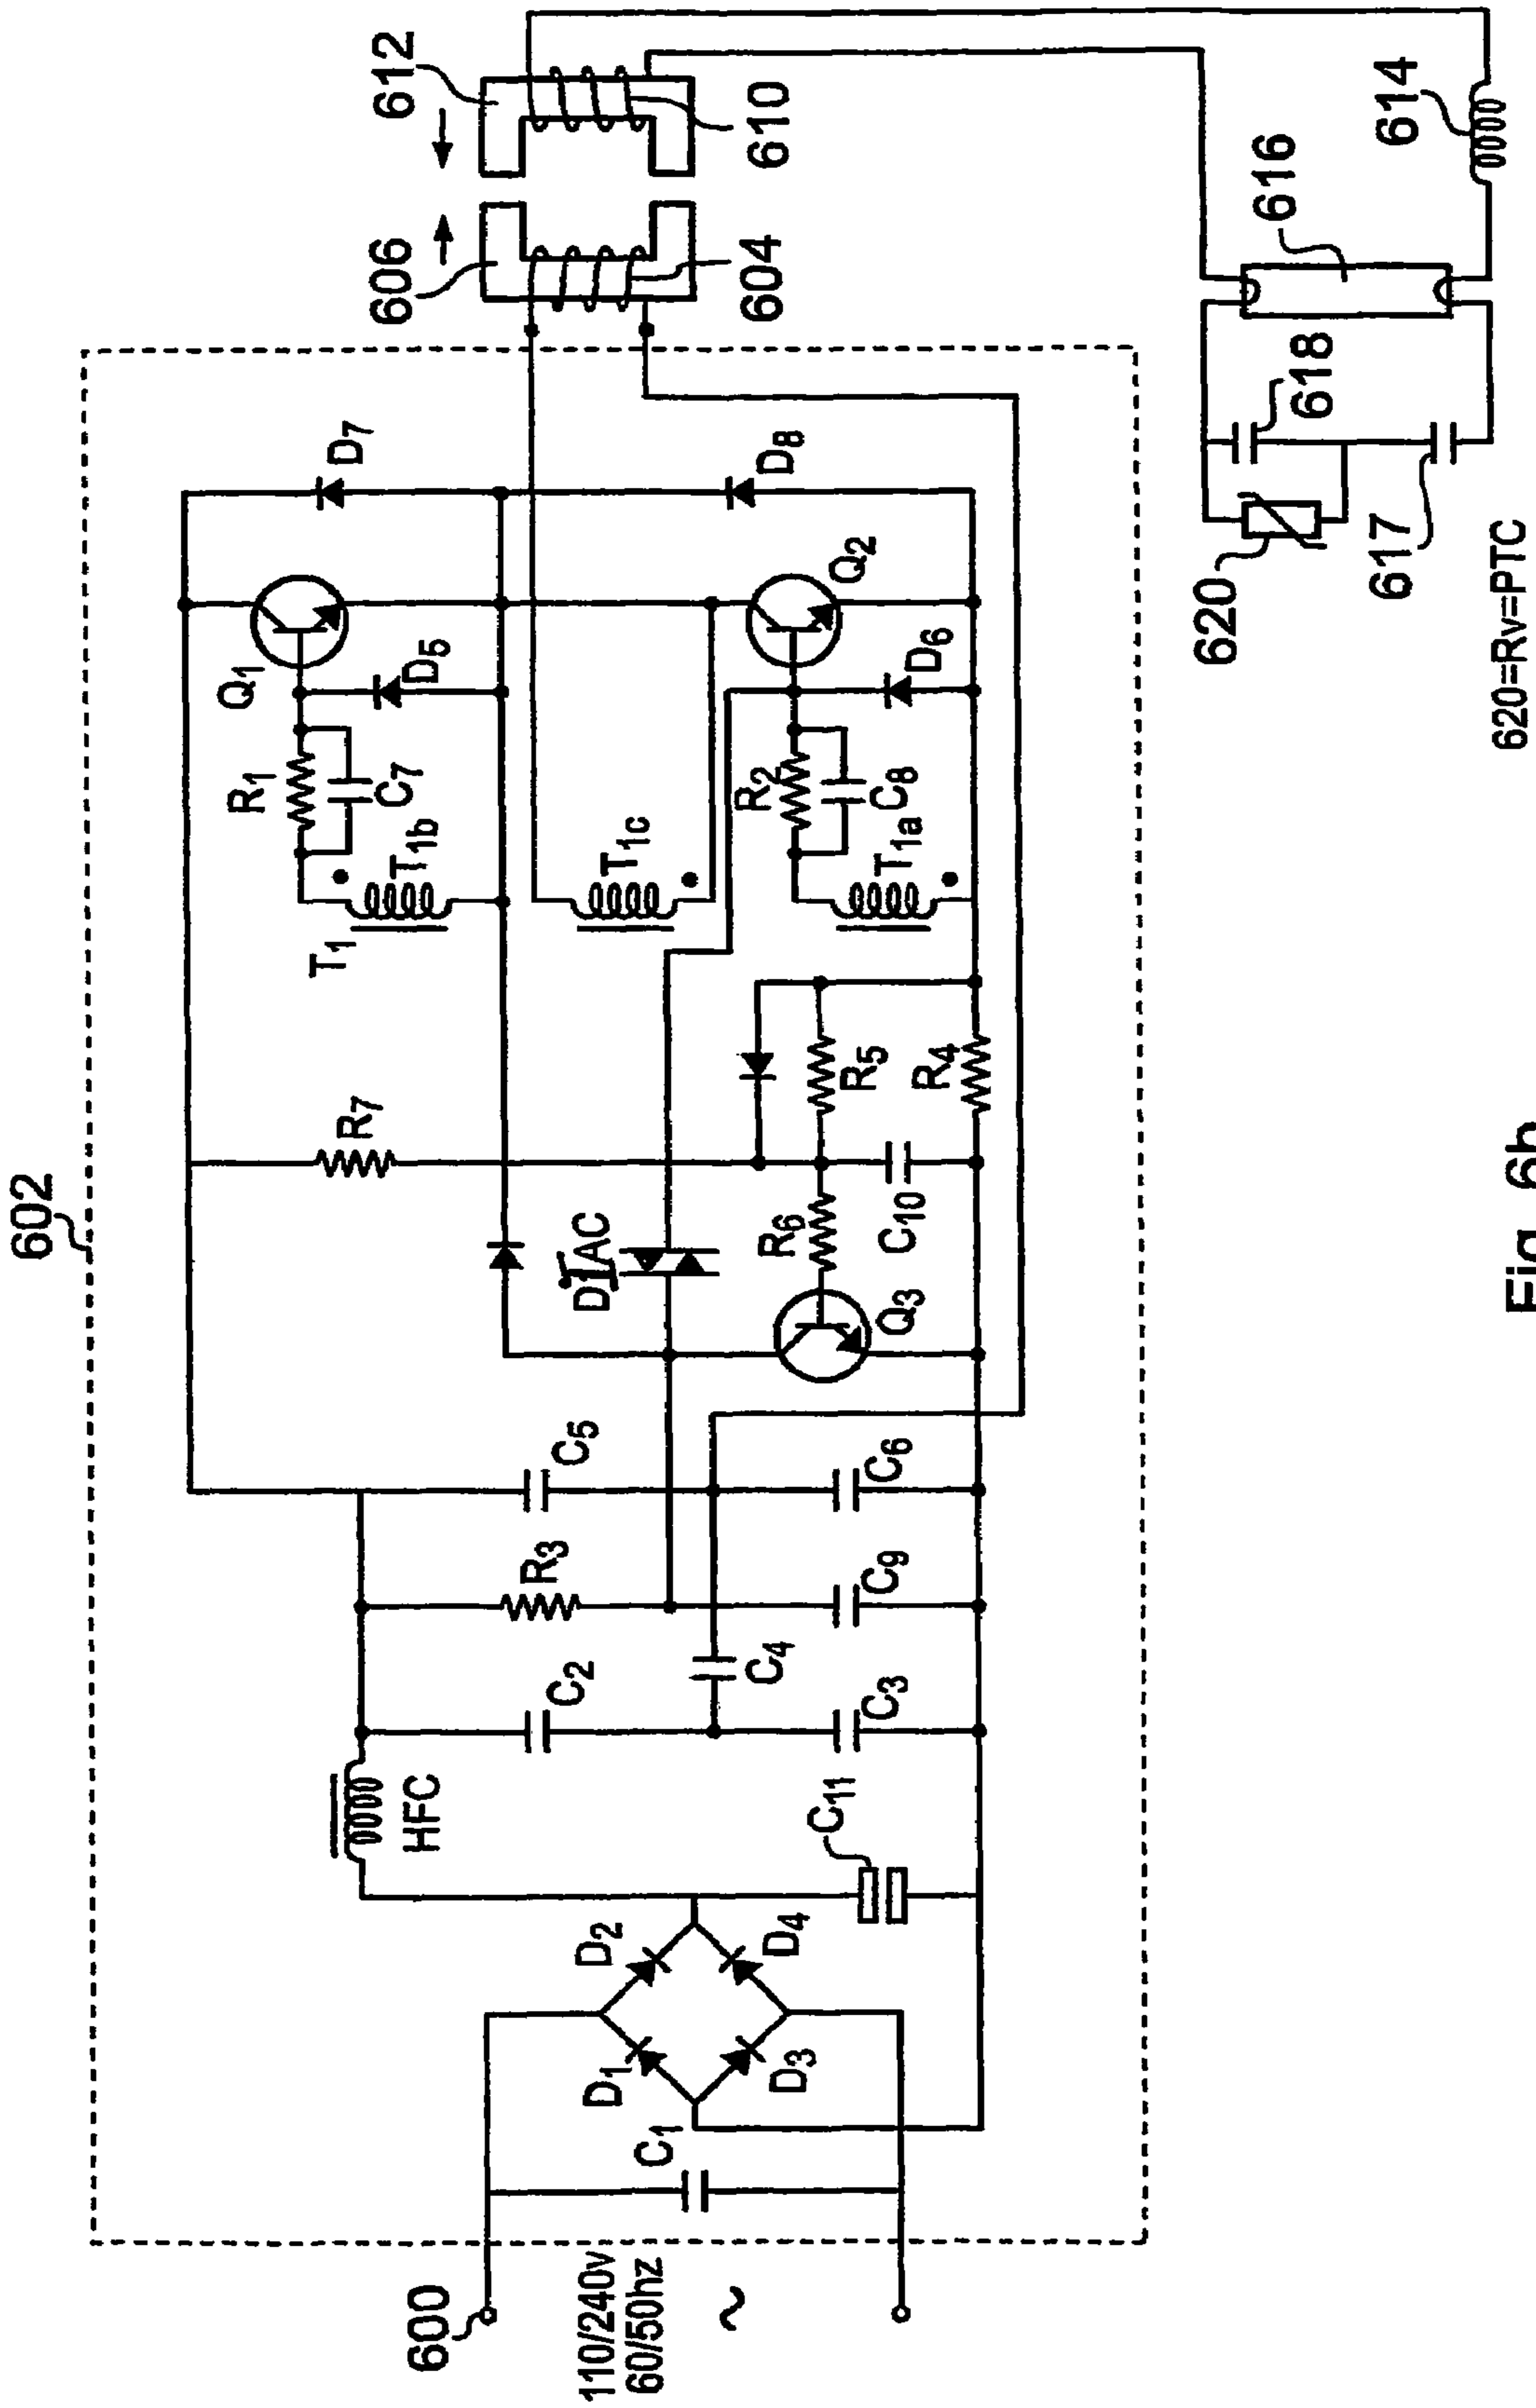 602
600
110/240v
60/50hz
~
C1
D1
D2
D3
D4
C11
HFC
C2
C3
C4
R3
C9
C5
C6
DIAC
Q3
R6
C10
R7
R5
R4
T1
T1b
T1c
T1a
R1
C7
R2
C8
Q1
D5
Q2
D6
D7
D8
606
604
612
610
614
616
618
617
620
620=Rv=PTC
Fig. 6b